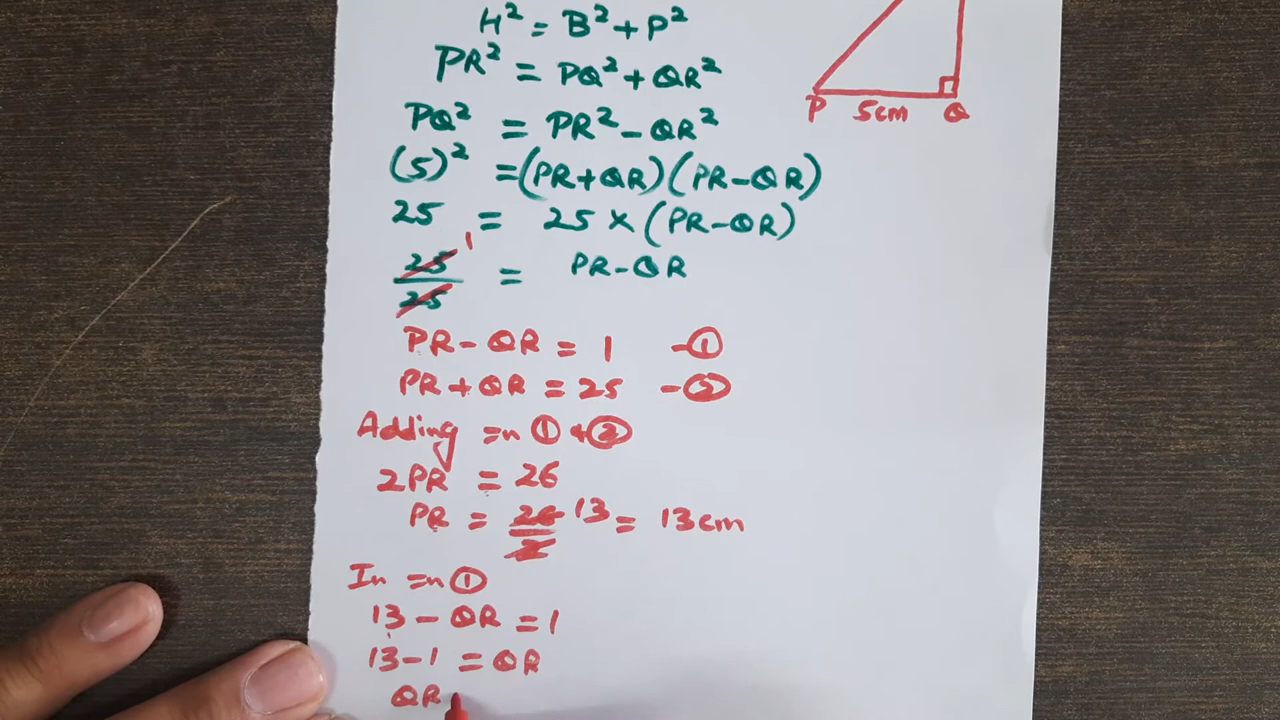 H² = B² + P²
PR² = PQ² + QR²
PQ² = PR² - QR²
(5)² = (PR+QR)(PR-QR)
25 = 25 × (PR-QR)
25/25 1 = PR-QR
PR - QR = 1 -①
PR + QR = 25 -②
Adding =n ① + ②
2PR = 26
PR = 26/2 13 = 13cm
In =n ①
13 - QR = 1
13 - 1 = QR
QR
P 5cm Q